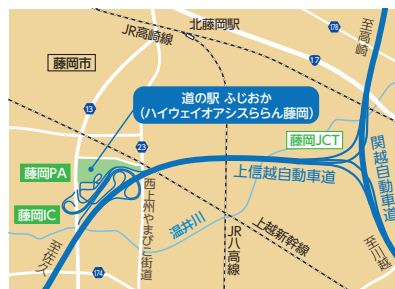 北藤岡駅
JR高崎線
178
至高崎
藤岡市
17
13
道の駅 ふじおか
(ハイウェイオアシスららん藤岡)
23
藤岡JCT
藤岡PA
上信越自動車道
関越自動車道
藤岡IC
西上州やまびこ街道
温井川
JR八高線
上越新幹線
至佐久
174
至川越